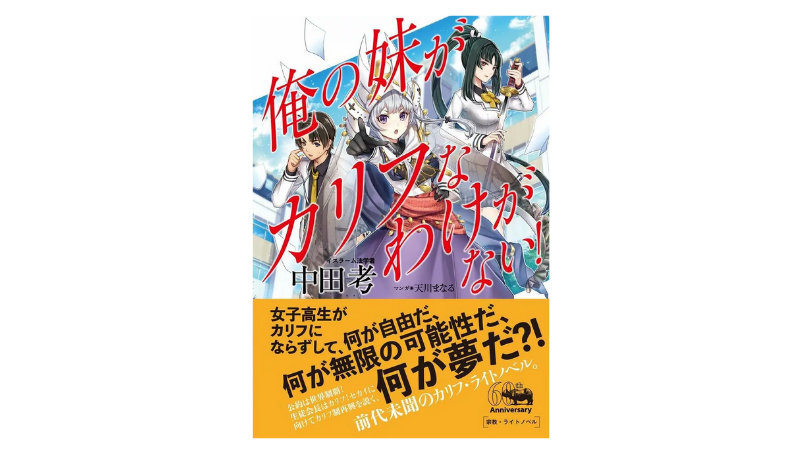 俺の妹が
カリフな
わけが
ない!
イスラーム法学者
中田考
マンガ●天川まなる
女子高生が
カリフに
ならずして、何が自由だ、
何が無限の可能性だ、
何が夢だ?!
公約は世界制覇!
生徒会長はカリフ!セカイに
向けてカリフ制再興を説く、
前代未聞のカリフ・ライトノベル。
60th
Anniversary
宗教・ライトノベル